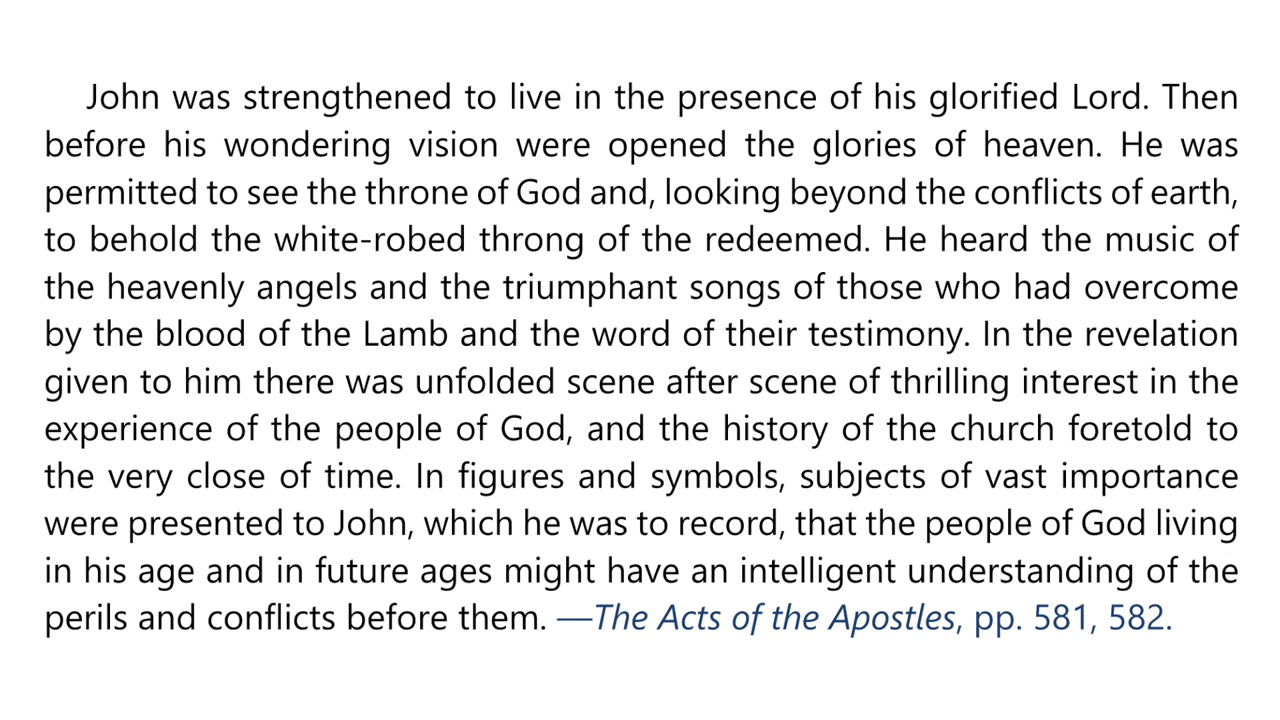 John was strengthened to live in the presence of his glorified Lord. Then
before his wondering vision were opened the glories of heaven. He was
permitted to see the throne of God and, looking beyond the conflicts of earth,
to behold the white-robed throng of the redeemed. He heard the music of
the heavenly angels and the triumphant songs of those who had overcome
by the blood of the Lamb and the word of their testimony. In the revelation
given to him there was unfolded scene after scene of thrilling interest in the
experience of the people of God, and the history of the church foretold to
the very close of time. In figures and symbols, subjects of vast importance
were presented to John, which he was to record, that the people of God living
in his age and in future ages might have an intelligent understanding of the
perils and conflicts before them. —The Acts of the Apostles, pp. 581, 582.